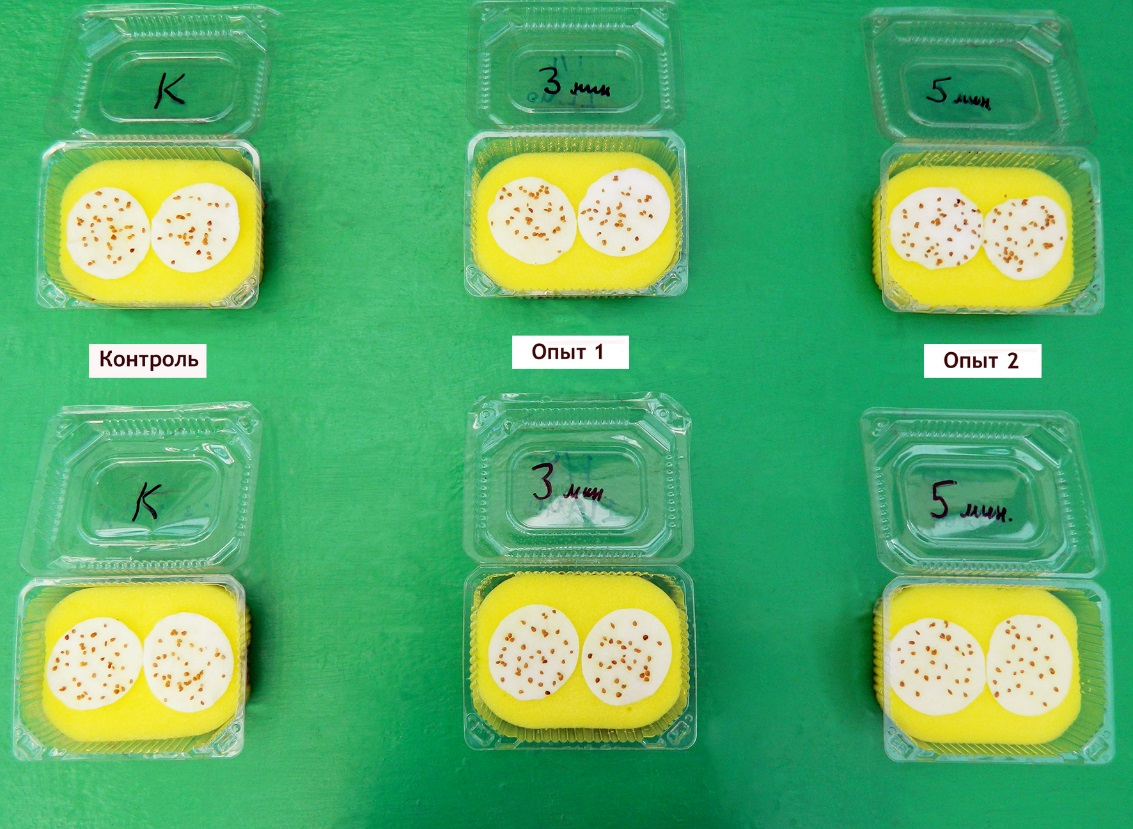 К
3 мин
5 мин
Контроль
Опыт 1
Опыт 2
К
3 мин.
5 мин.